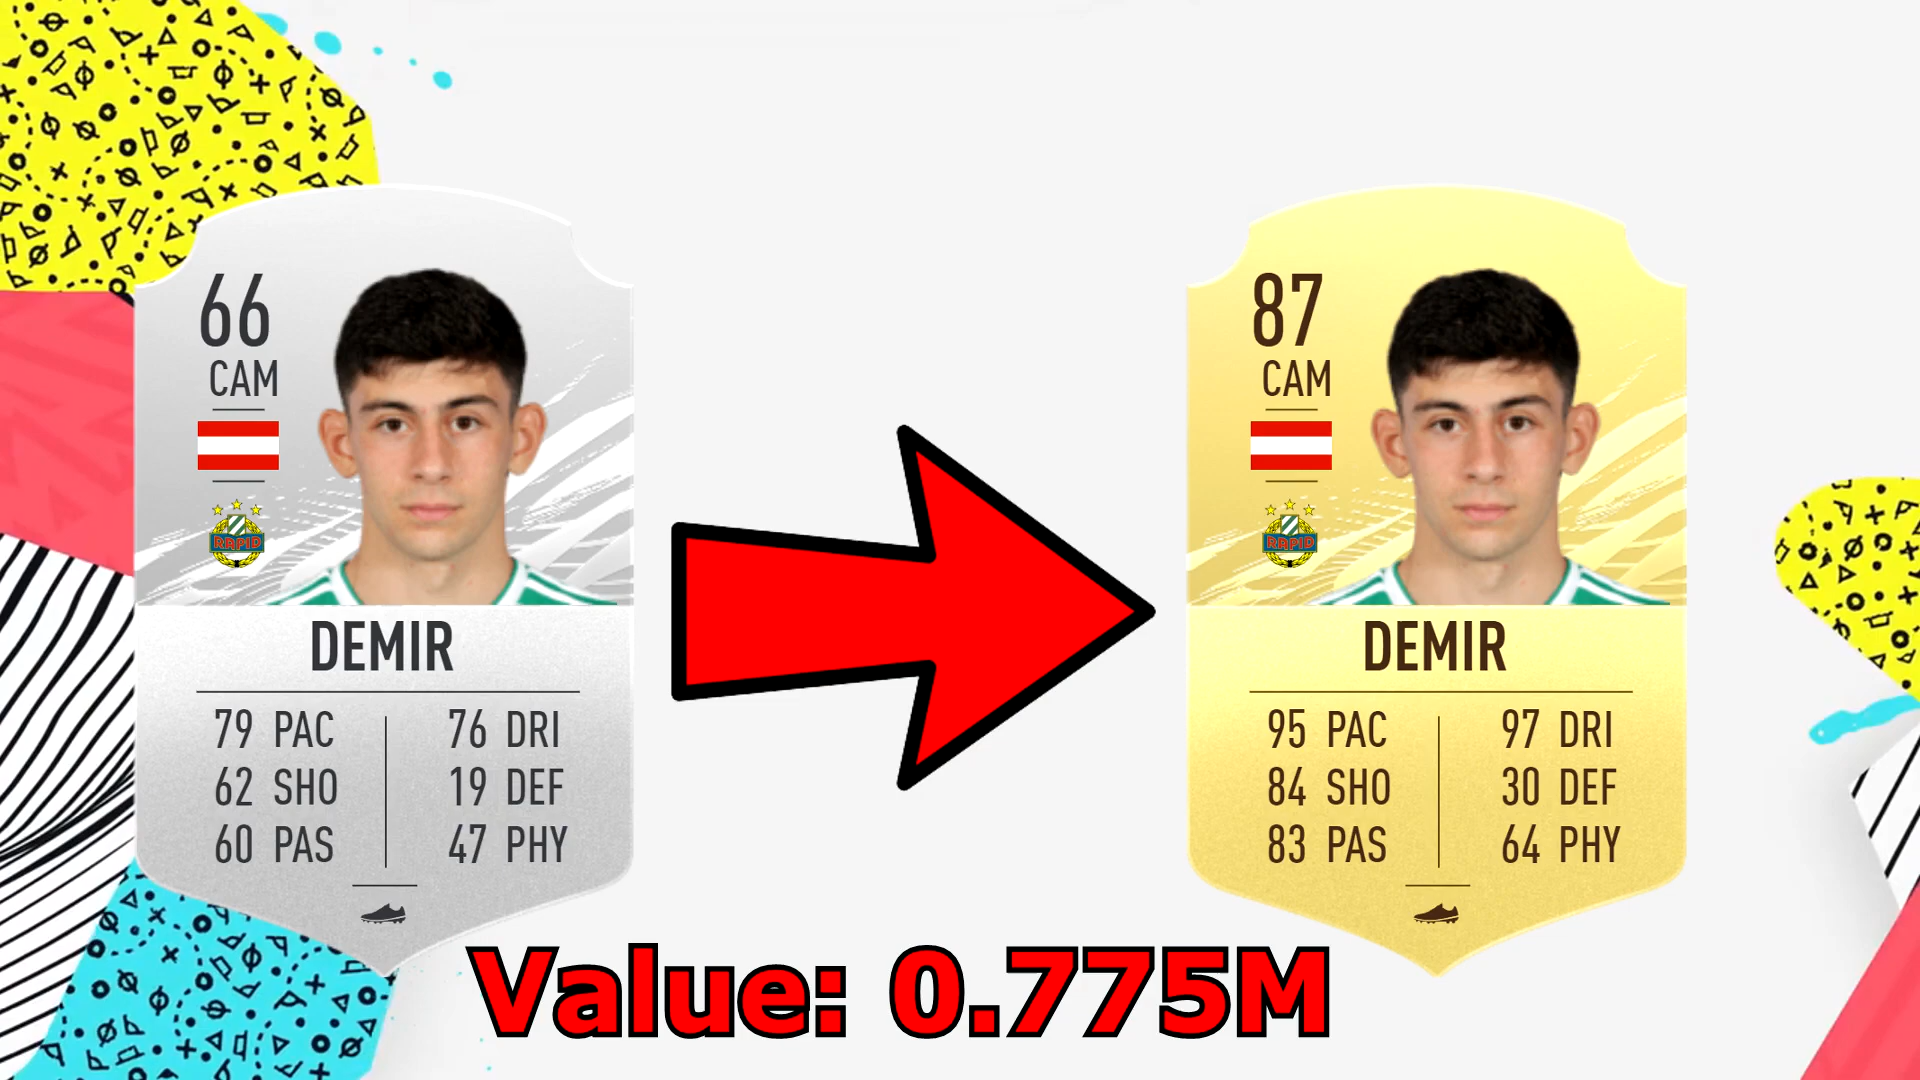 66
CAM
RAPID
DEMIR
79 PAC 76 DRI
62 SHO 19 DEF
60 PAS 47 PHY
87
CAM
RAPID
DEMIR
95 PAC 97 DRI
84 SHO 30 DEF
83 PAS 64 PHY
Value: 0.775M